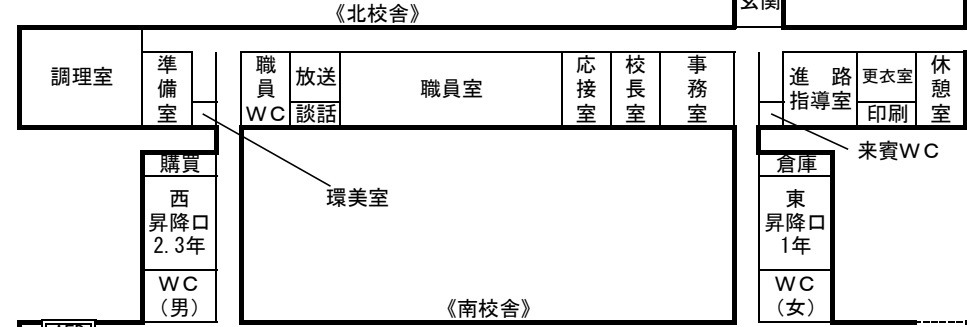 玄関
《北校舎》
調理室
準備室
職員WC
放送
談話
職員室
応接室
校長室
事務室
進路
指導室
更衣室
印刷
休憩室
来賓WC
環美室
購買
西
昇降口
2.3年
WC
(男)
倉庫
東
昇降口
1年
WC
(女)
《南校舎》